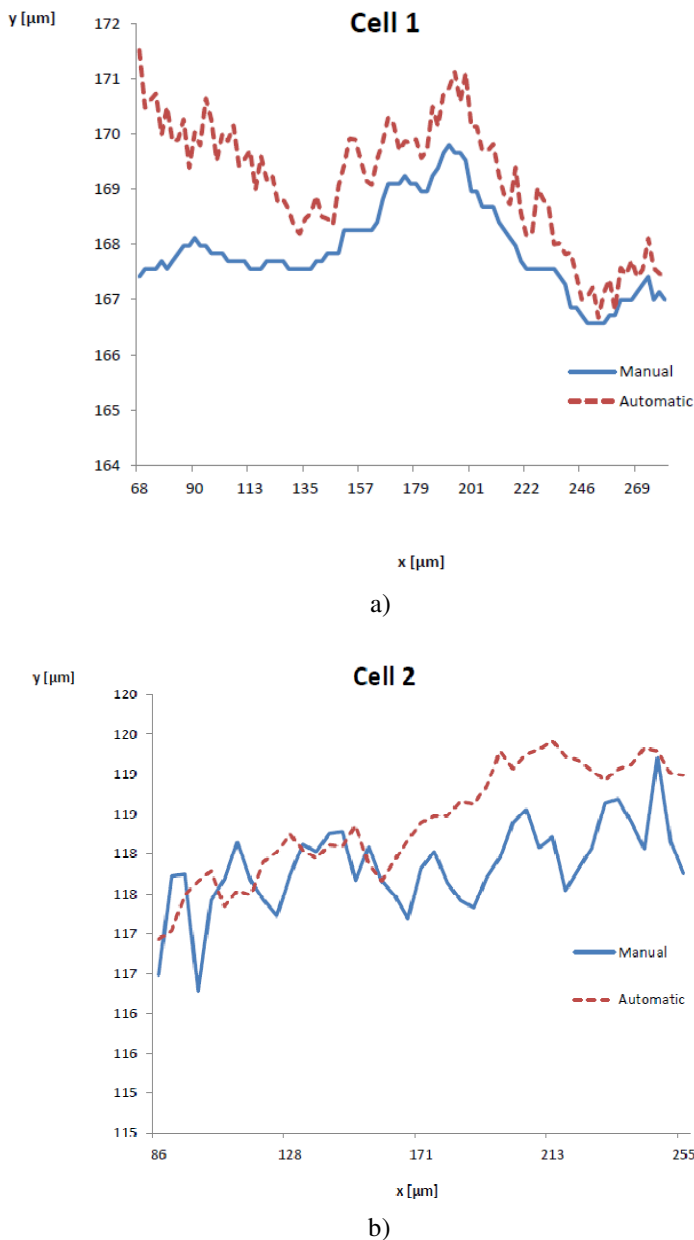 y [µm]
Cell 1
172
171
170
169
168
167
166
165
164
Manual
Automatic
68 90 113 135 157 179 201 222 246 269
x [µm]
a)
y [µm]
Cell 2
120
120
119
119
118
118
117
117
116
116
115
115
Manual
Automatic
86 128 171 213 255
x [µm]
b)